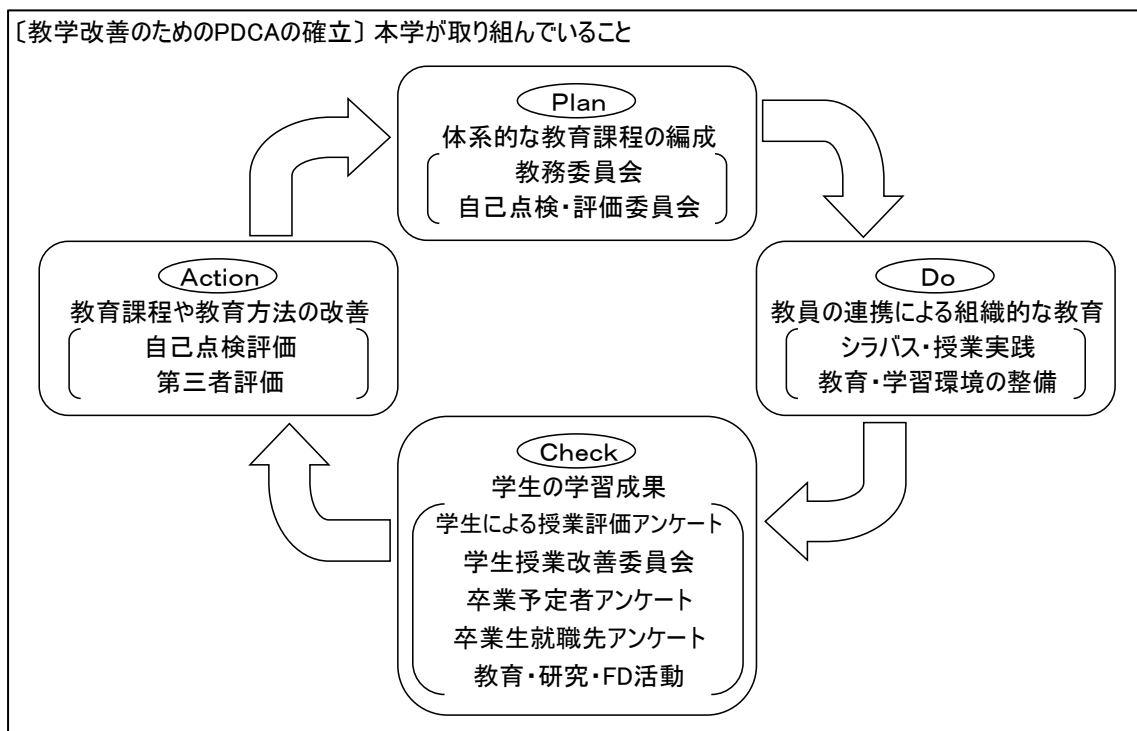 〔教学改善のためのPDCAの確立〕 本学が取り組んでいること
Plan
体系的な教育課程の編成
教務委員会
自己点検・評価委員会
Do
教員の連携による組織的な教育
シラバス・授業実践
教育・学習環境の整備
Check
学生の学習成果
学生による授業評価アンケート
学生授業改善委員会
卒業予定者アンケート
卒業生就職先アンケート
教育・研究・FD活動
Action
教育課程や教育方法の改善
自己点検評価
第三者評価